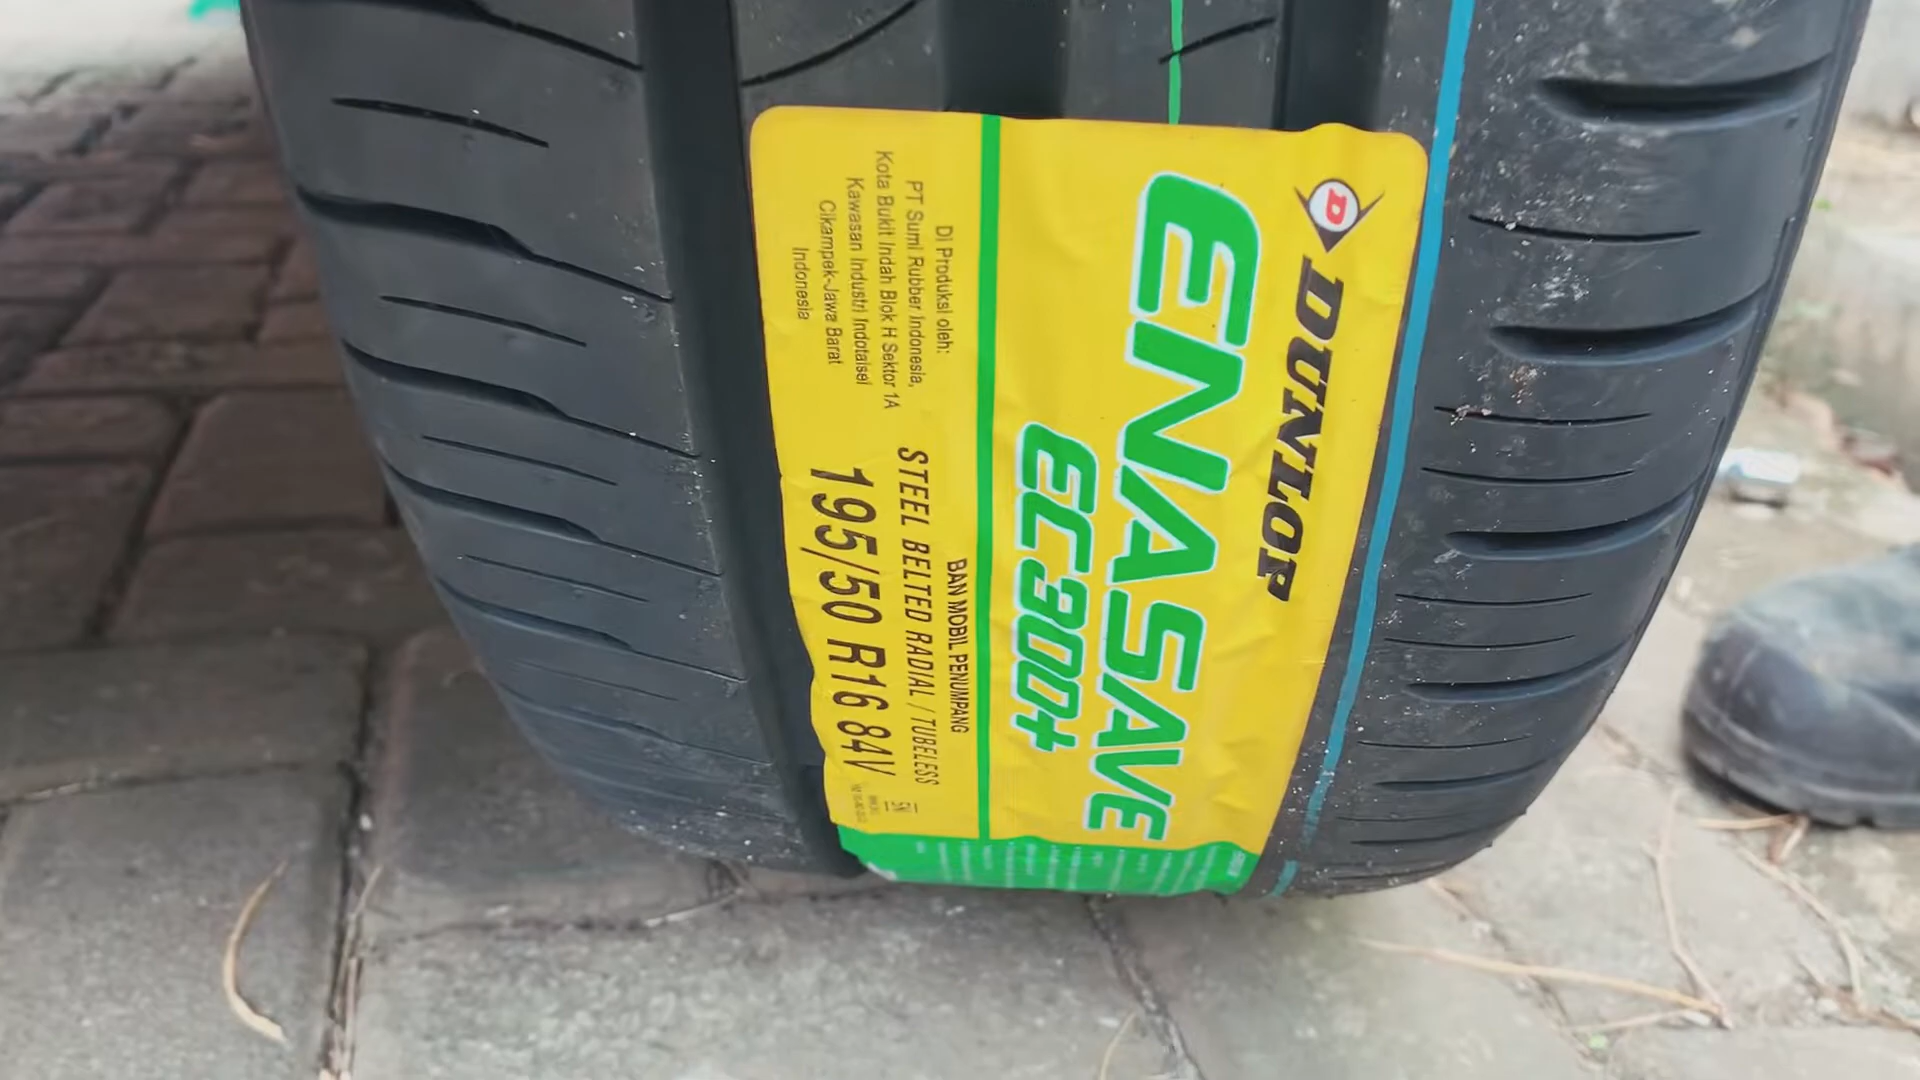 DUNLOP
ENASAVE
EC300+
BAN MOBIL PENUMPANG
STEEL BELTED RADIAL / TUBELESS
195/50 R16 84V
SNI
Di Produksi oleh:
PT Sumi Rubber Indonesia,
Kota Bukit Indah Blok H Sektor 1A
Kawasan Industri Indotaisei
Cikampek-Jawa Barat
Indonesia